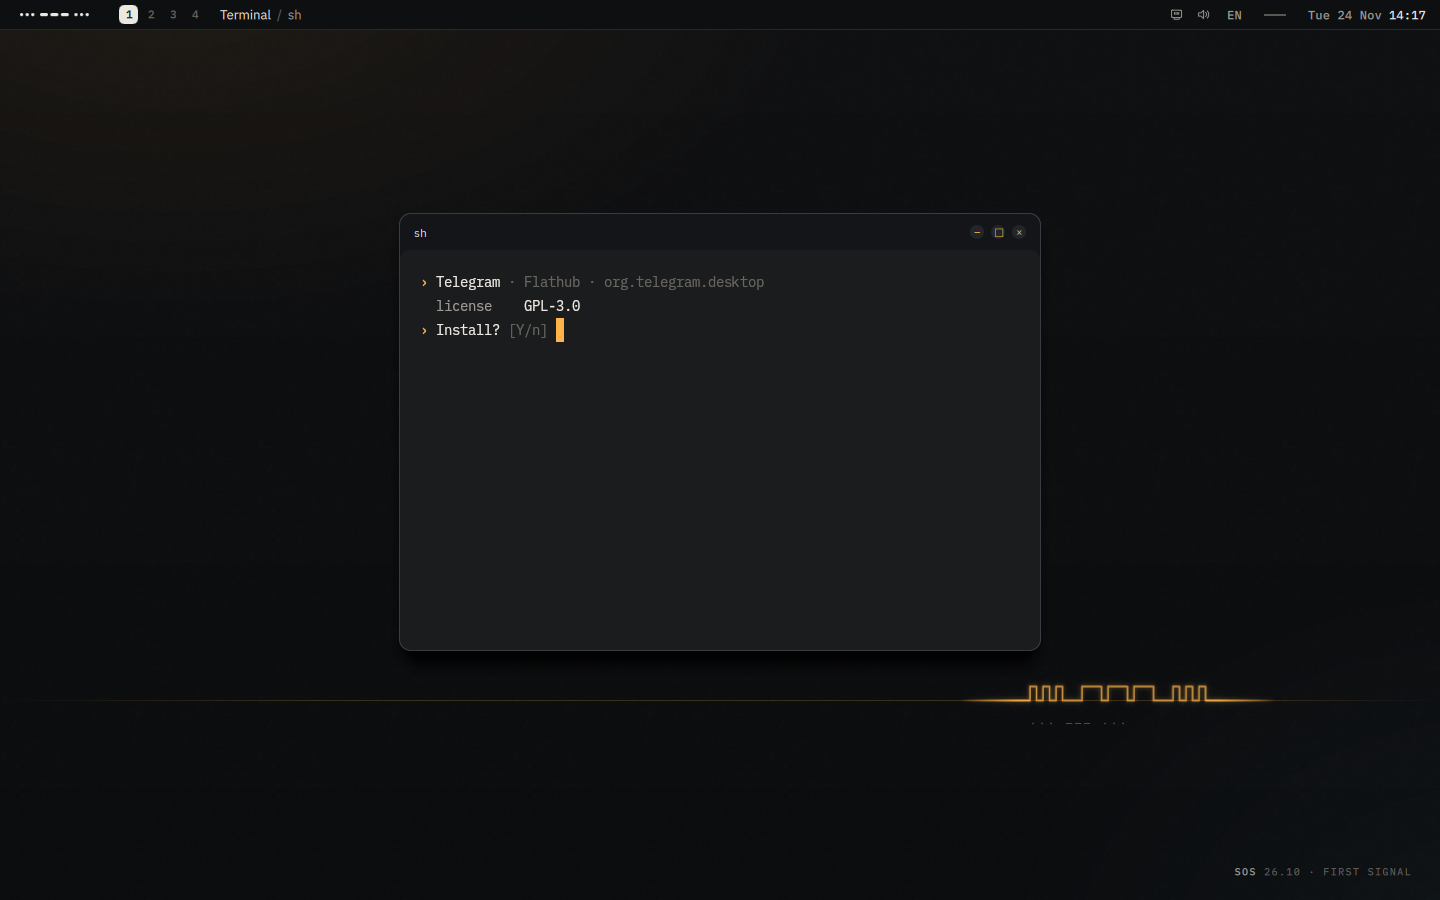 1 2 3 4 Terminal / sh EN Tue 24 Nov 14:17
sh
› Telegram · Flathub · org.telegram.desktop
license GPL-3.0
› Install? [Y/n]
··· ——— ···
SOS 26.10 · FIRST SIGNAL